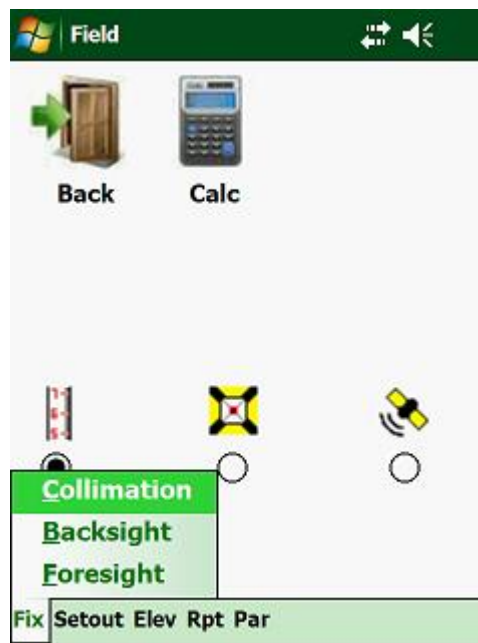 Field
Back Calc
Collimation
Backsight
Foresight
Fix Setout Elev Rpt Par